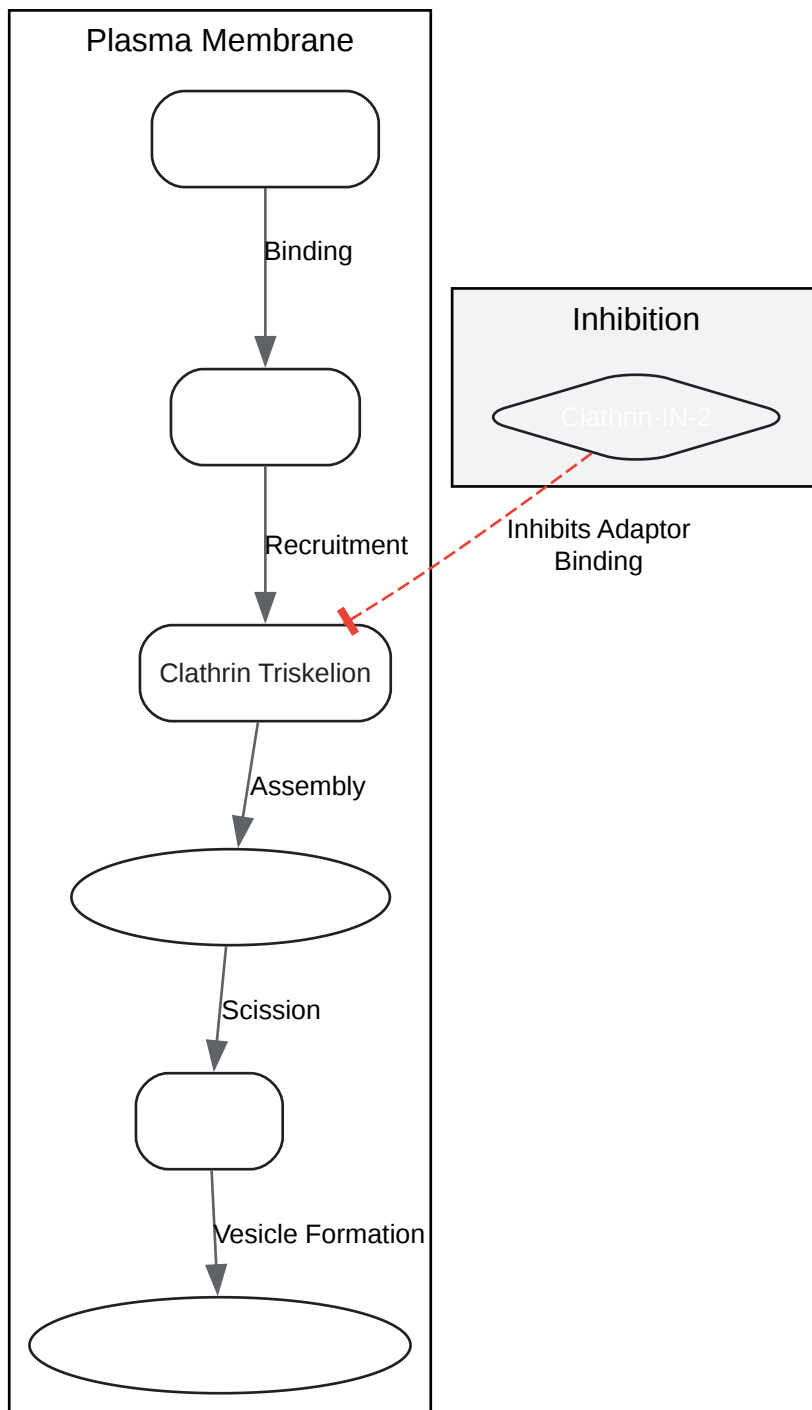 Plasma Membrane
Binding
Inhibition
Clathrin-IN-2
Recruitment
Inhibits Adaptor
Binding
Clathrin Triskelion
Assembly
Scission
Vesicle Formation